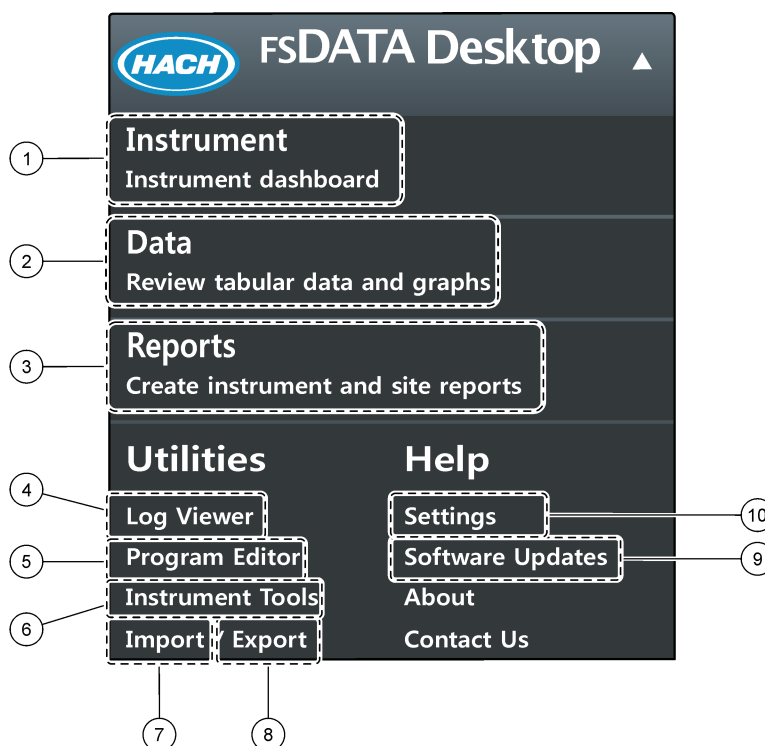 HACH FSDATA Desktop
1 Instrument
Instrument dashboard
2 Data
Review tabular data and graphs
3 Reports
Create instrument and site reports
Utilities
4 Log Viewer
5 Program Editor
6 Instrument Tools
Import / Export
7 8
Help
Settings 10
Software Updates 9
About
Contact Us